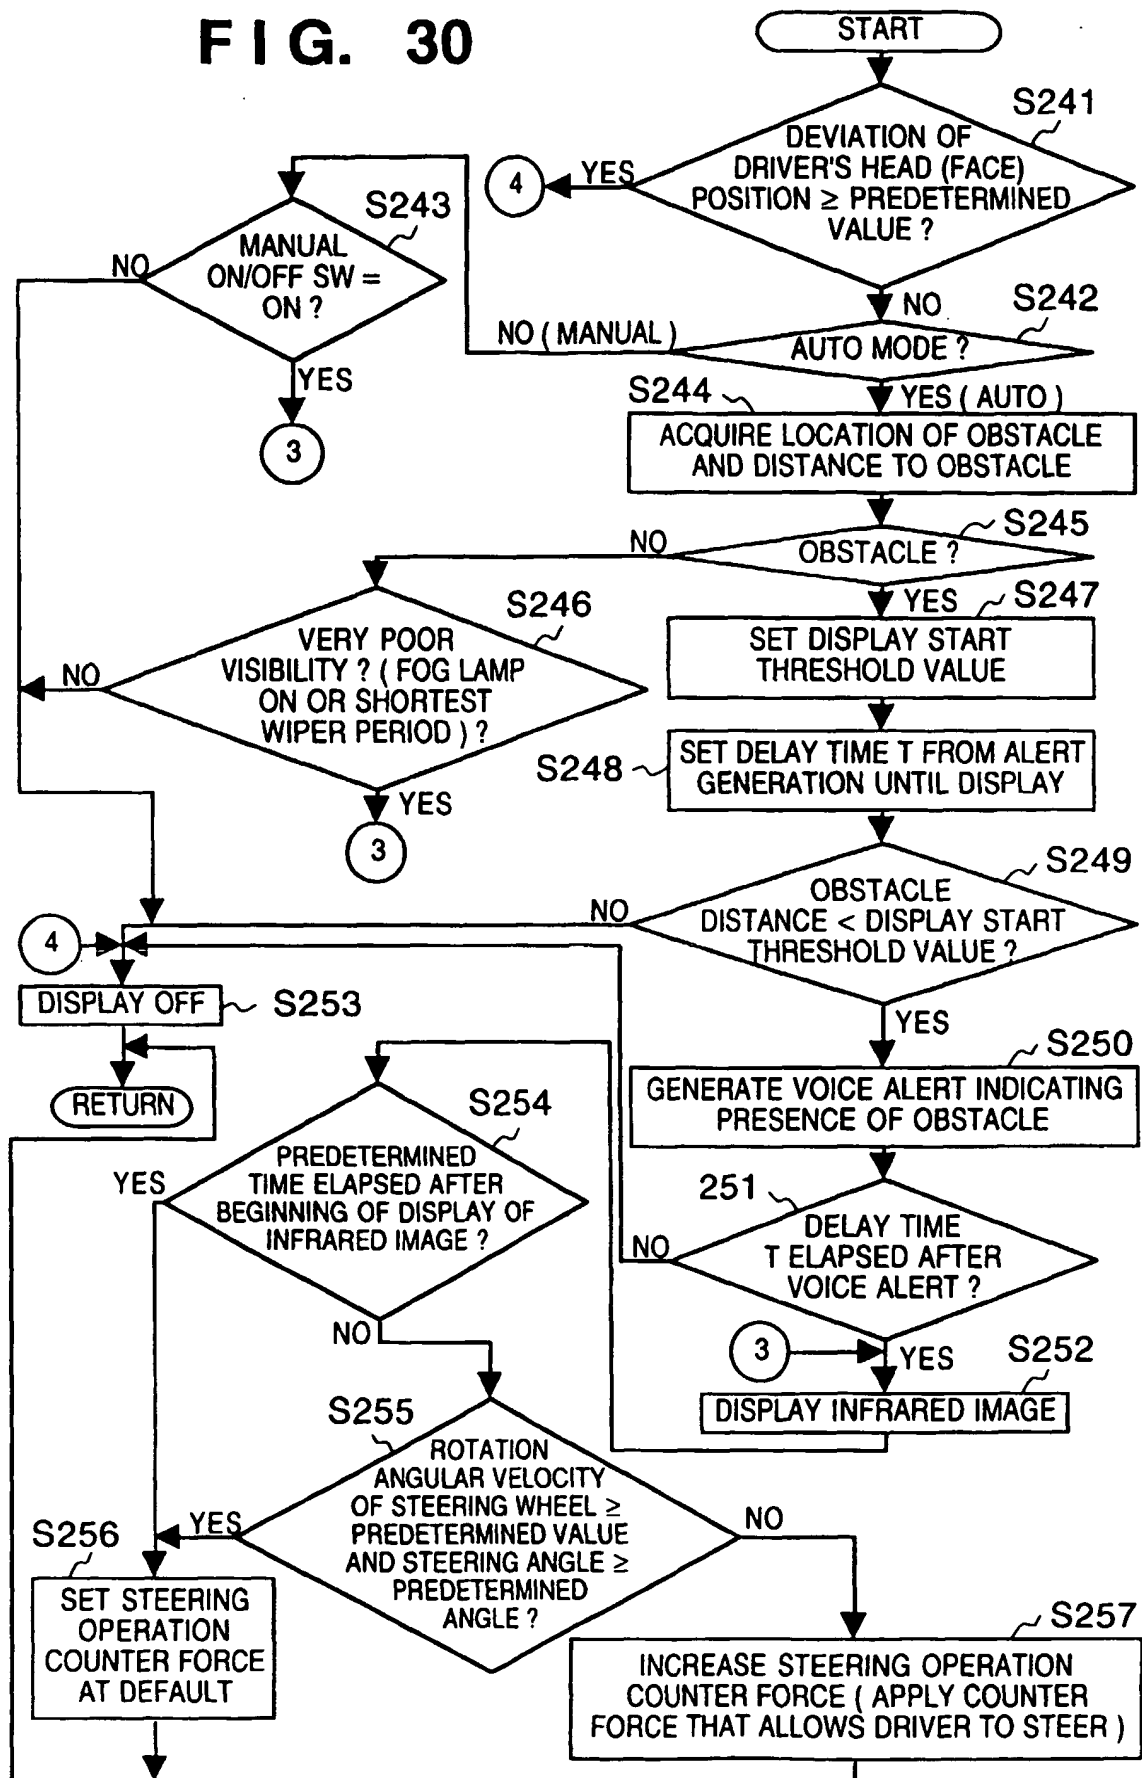 FIG. 30
START
S241
DEVIATION OF
DRIVER'S HEAD (FACE)
POSITION ≥ PREDETERMINED
VALUE ?
YES
4
NO
S243
MANUAL
ON/OFF SW =
ON ?
NO
YES
3
S242
AUTO MODE ?
NO ( MANUAL )
YES ( AUTO )
S244
ACQUIRE LOCATION OF OBSTACLE
AND DISTANCE TO OBSTACLE
S245
OBSTACLE ?
NO
YES
S246
VERY POOR
VISIBILITY ? ( FOG LAMP
ON OR SHORTEST
WIPER PERIOD ) ?
NO
YES
3
S247
SET DISPLAY START
THRESHOLD VALUE
S248
SET DELAY TIME T FROM ALERT
GENERATION UNTIL DISPLAY
S249
OBSTACLE
DISTANCE < DISPLAY START
THRESHOLD VALUE ?
NO
YES
4
DISPLAY OFF
S253
RETURN
S250
GENERATE VOICE ALERT INDICATING
PRESENCE OF OBSTACLE
251
DELAY TIME
T ELAPSED AFTER
VOICE ALERT ?
NO
YES
3
S252
DISPLAY INFRARED IMAGE
S254
PREDETERMINED
TIME ELAPSED AFTER
BEGINNING OF DISPLAY OF
INFRARED IMAGE ?
YES
NO
S255
ROTATION
ANGULAR VELOCITY
OF STEERING WHEEL ≥
PREDETERMINED VALUE
AND STEERING ANGLE ≥
PREDETERMINED
ANGLE ?
YES
NO
S256
SET STEERING
OPERATION
COUNTER FORCE
AT DEFAULT
S257
INCREASE STEERING OPERATION
COUNTER FORCE ( APPLY COUNTER
FORCE THAT ALLOWS DRIVER TO STEER )